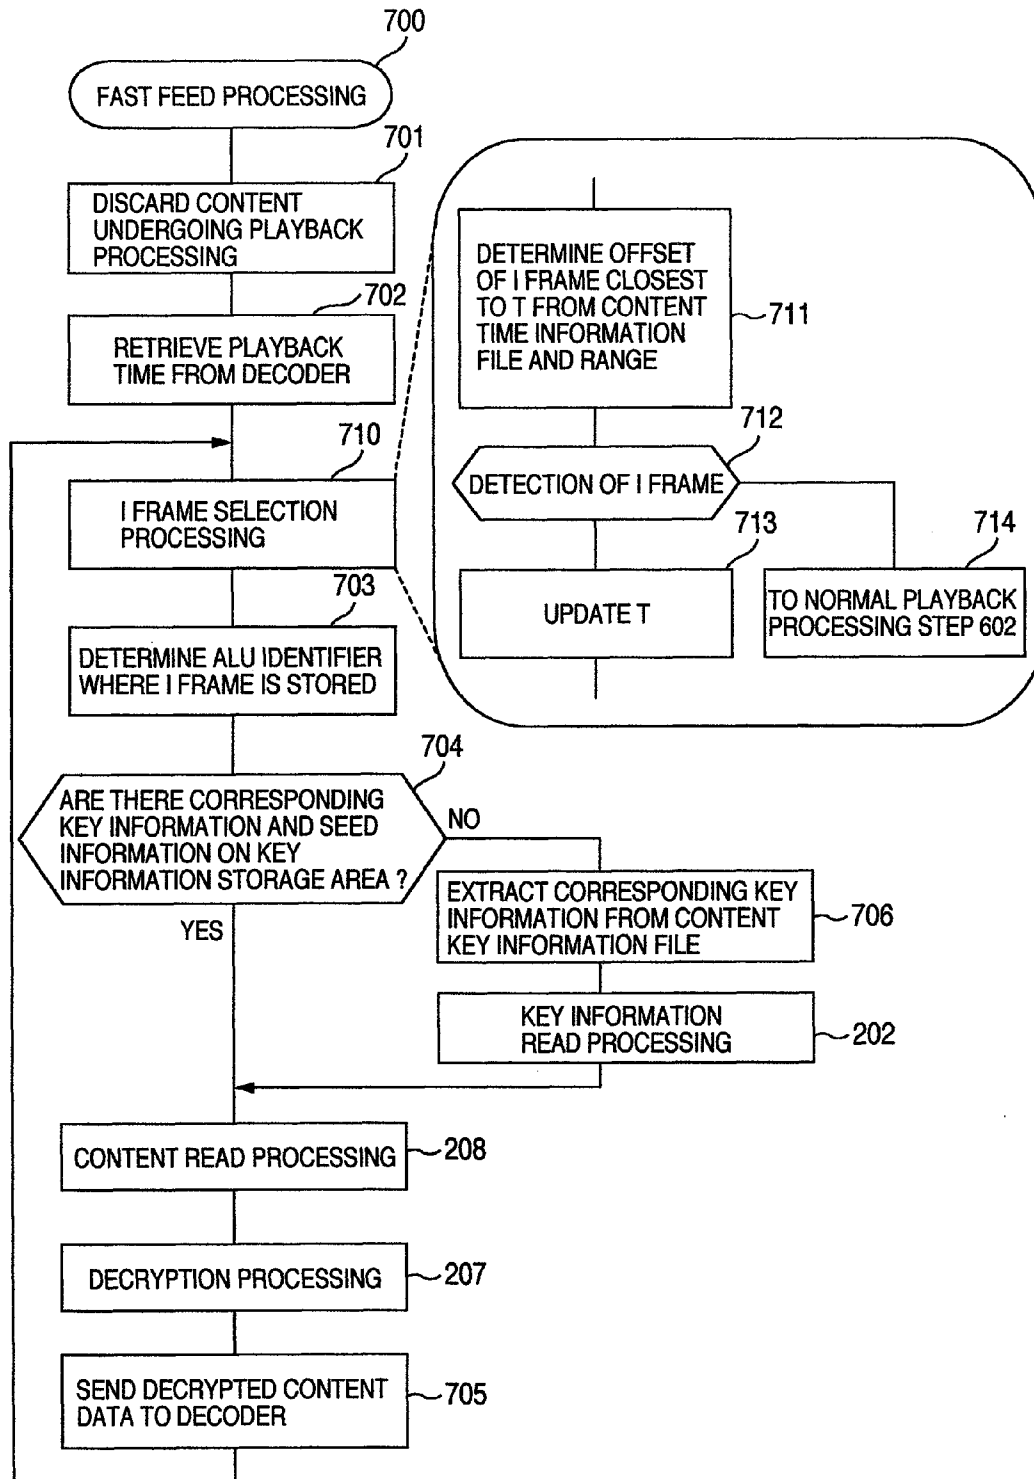 700
FAST FEED PROCESSING
701
DISCARD CONTENT
UNDERGOING PLAYBACK
PROCESSING
702
RETRIEVE PLAYBACK
TIME FROM DECODER
710
I FRAME SELECTION
PROCESSING
703
DETERMINE ALU IDENTIFIER
WHERE I FRAME IS STORED
DETERMINE OFFSET
OF I FRAME CLOSEST
TO T FROM CONTENT
TIME INFORMATION
FILE AND RANGE
711
712
DETECTION OF I FRAME
713
UPDATE T
714
TO NORMAL PLAYBACK
PROCESSING STEP 602
704
ARE THERE CORRESPONDING
KEY INFORMATION AND SEED
INFORMATION ON KEY
INFORMATION STORAGE AREA ?
NO
YES
EXTRACT CORRESPONDING KEY
INFORMATION FROM CONTENT
KEY INFORMATION FILE
706
KEY INFORMATION
READ PROCESSING
202
CONTENT READ PROCESSING
208
DECRYPTION PROCESSING
207
SEND DECRYPTED CONTENT
DATA TO DECODER
705